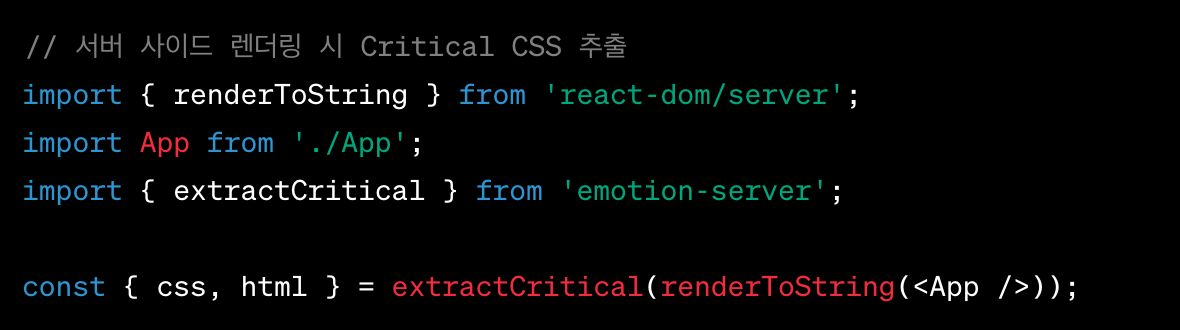 // 서버 사이드 렌더링 시 Critical CSS 추출
import { renderToString } from 'react-dom/server';
import App from './App';
import { extractCritical } from 'emotion-server';
const { css, html } = extractCritical(renderToString(<App />));